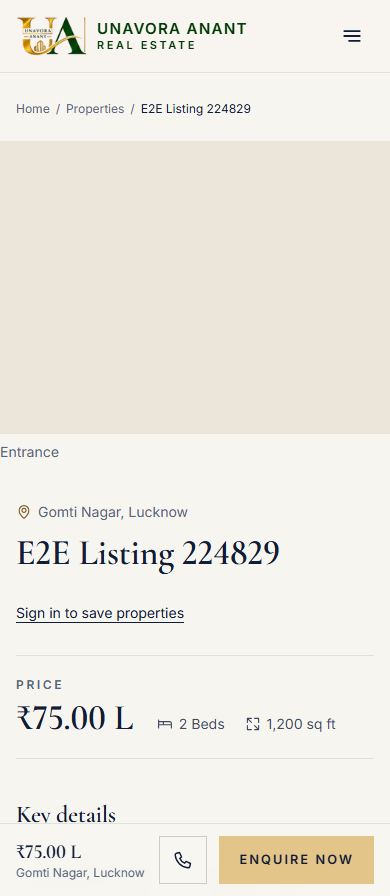 UNAVORA
ANANT
UNAVORA ANANT
REAL ESTATE
Home / Properties / E2E Listing 224829
Entrance
Gomti Nagar, Lucknow
E2E Listing 224829
Sign in to save properties
PRICE
₹75.00 L 2 Beds 1,200 sq ft
Key details
₹75.00 L
Gomti Nagar, Lucknow
ENQUIRE NOW